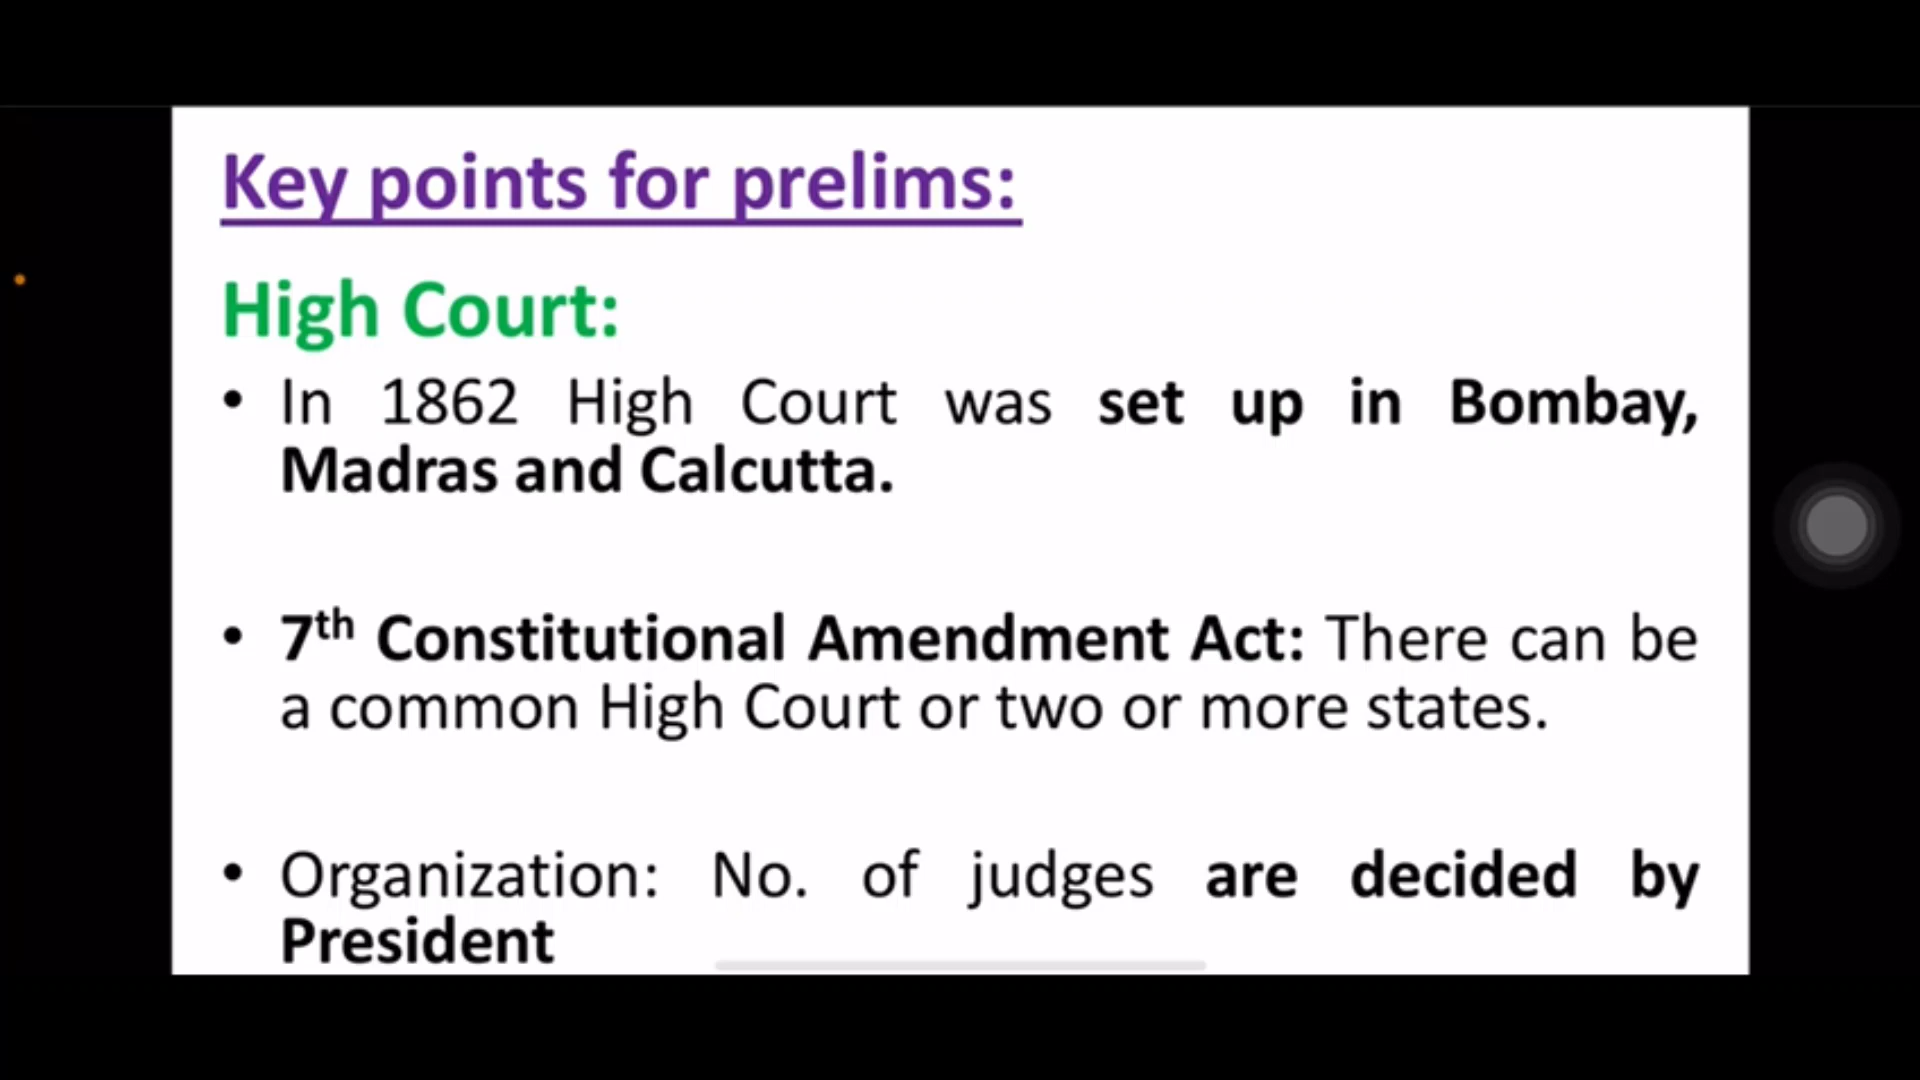 Key points for prelims:
High Court:
• In 1862 High Court was set up in Bombay,
Madras and Calcutta.
• 7th Constitutional Amendment Act: There can be
a common High Court or two or more states.
• Organization: No. of judges are decided by
President